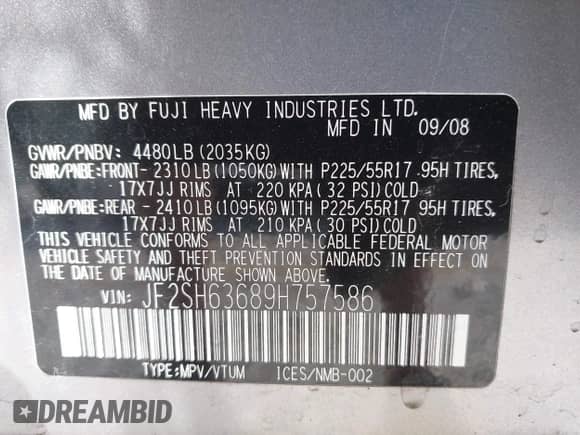 MFD BY FUJI HEAVY INDUSTRIES LTD.
MFD IN 09/08
GVWR/PNBV: 4480LB (2035KG)
GAWR/PNBE:FRONT- 2310LB (1050KG)WITH P225/55R17 95H TIRES,
17X7JJ RIMS AT 220 KPA( 32 PSI)COLD
GAWR/PNBE:REAR - 2410LB (1095KG)WITH P225/55R17 95H TIRES,
17X7JJ RIMS AT 210 KPA( 30 PSI)COLD
THIS VEHICLE CONFORMS TO ALL APPLICABLE FEDERAL MOTOR
VEHICLE SAFETY AND THEFT PREVENTION STANDARDS IN EFFECT
ON THE DATE OF MANUFACTURE SHOWN ABOVE.
VIN: JF2SH63689H757586
TYPE:MPV/VTUM ICES/NMB-002
DREAMBID